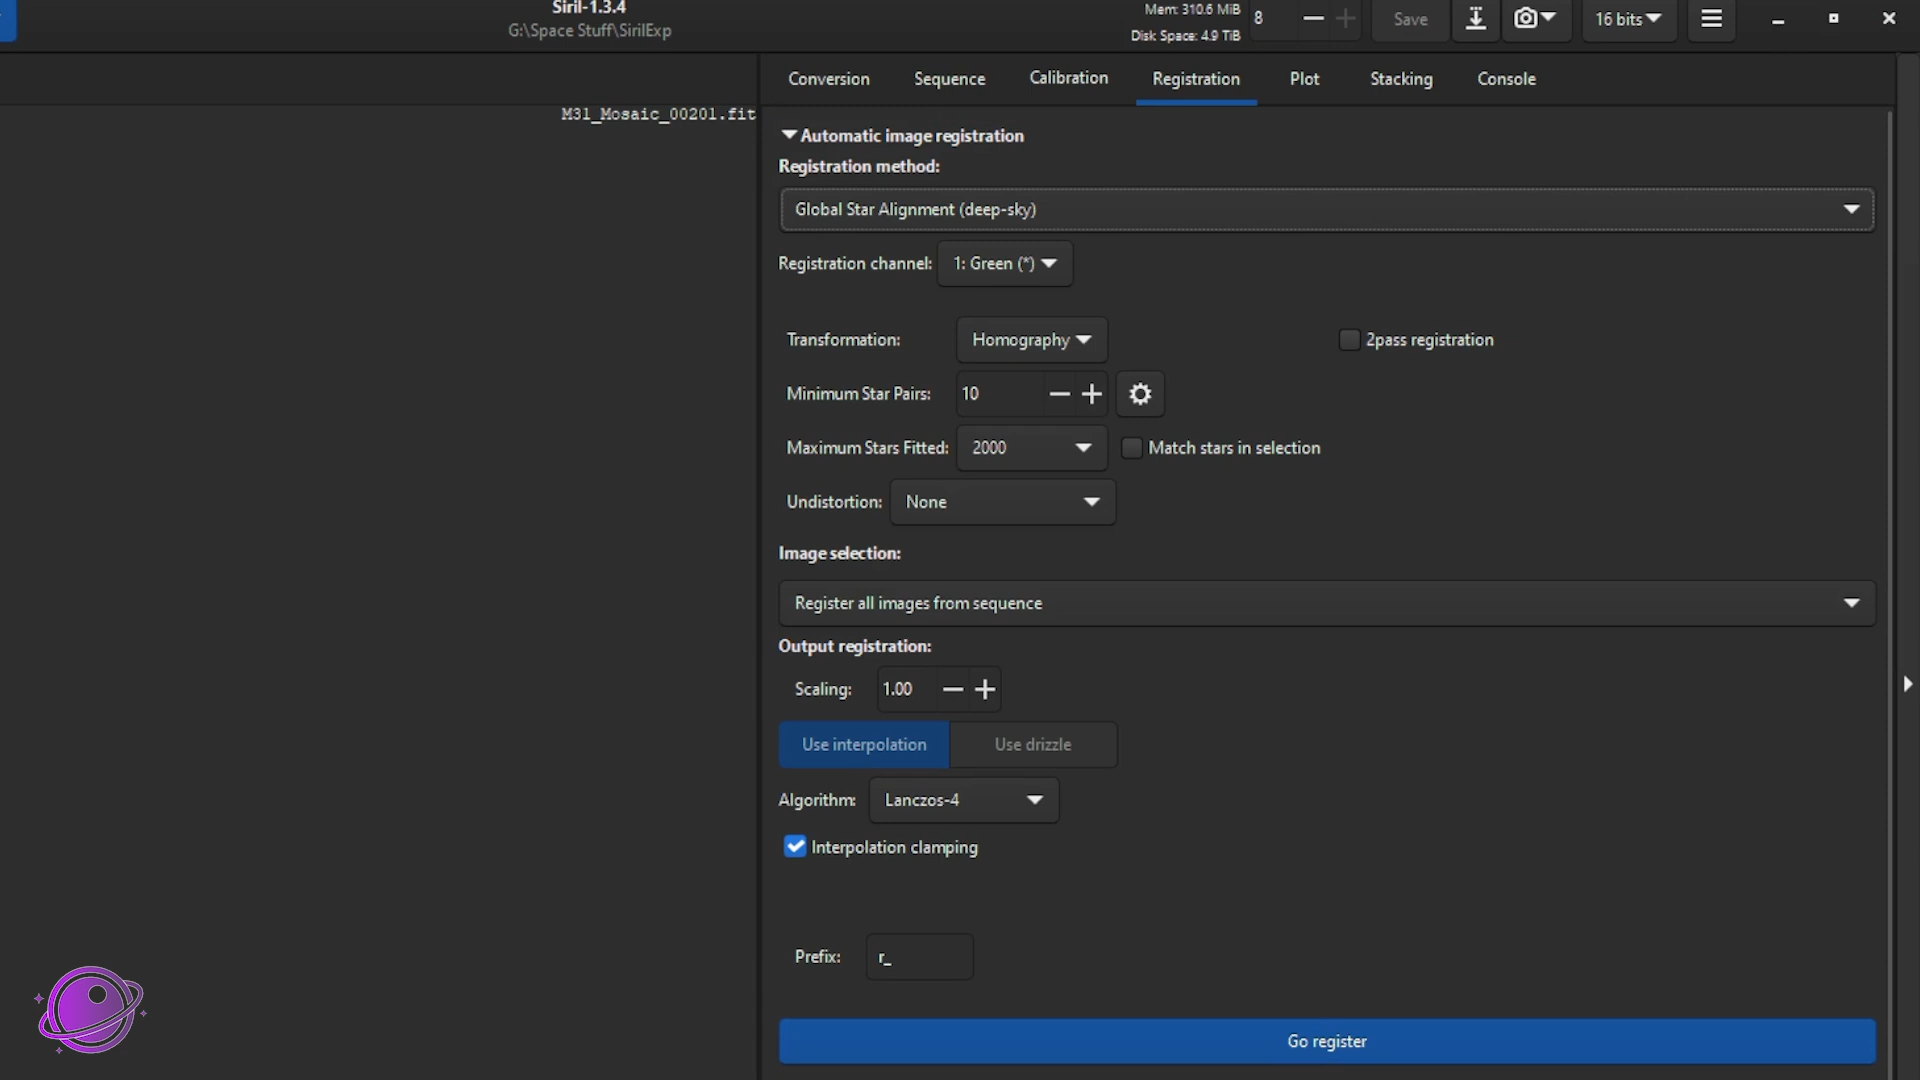 Siril-1.3.4
G:\Space Stuff\SirilExp
Mem: 310.6 MiB
Disk Space: 4.9 TiB
8
Save
16 bits
Conversion Sequence Calibration Registration Plot Stacking Console
M31_Mosaic_00201.fit
Automatic image registration
Registration method:
Global Star Alignment (deep-sky)
Registration channel: 1: Green (*)
Transformation: Homography 2pass registration
Minimum Star Pairs: 10
Maximum Stars Fitted: 2000 Match stars in selection
Undistortion: None
Image selection:
Register all images from sequence
Output registration:
Scaling: 1.00
Use interpolation Use drizzle
Algorithm: Lanczos-4
Interpolation clamping
Prefix: r_
Go register